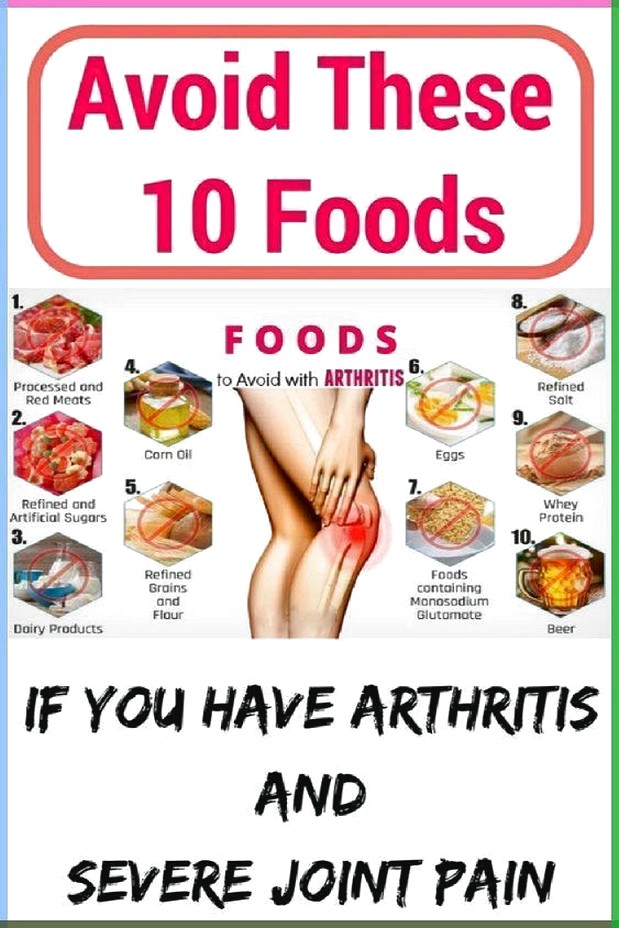 Avoid These
10 Foods
FOODS
to Avoid with ARTHRITIS
1.
Processed and
Red Meats
2.
Refined and
Artificial Sugars
3.
Dairy Products
4.
Corn Oil
5.
Refined
Grains
and
Flour
6.
Eggs
7.
Foods
containing
Monosodium
Glutamate
8.
Refined
Salt
9.
Whey
Protein
10.
Beer
IF YOU HAVE ARTHRITIS
AND
SEVERE JOINT PAIN